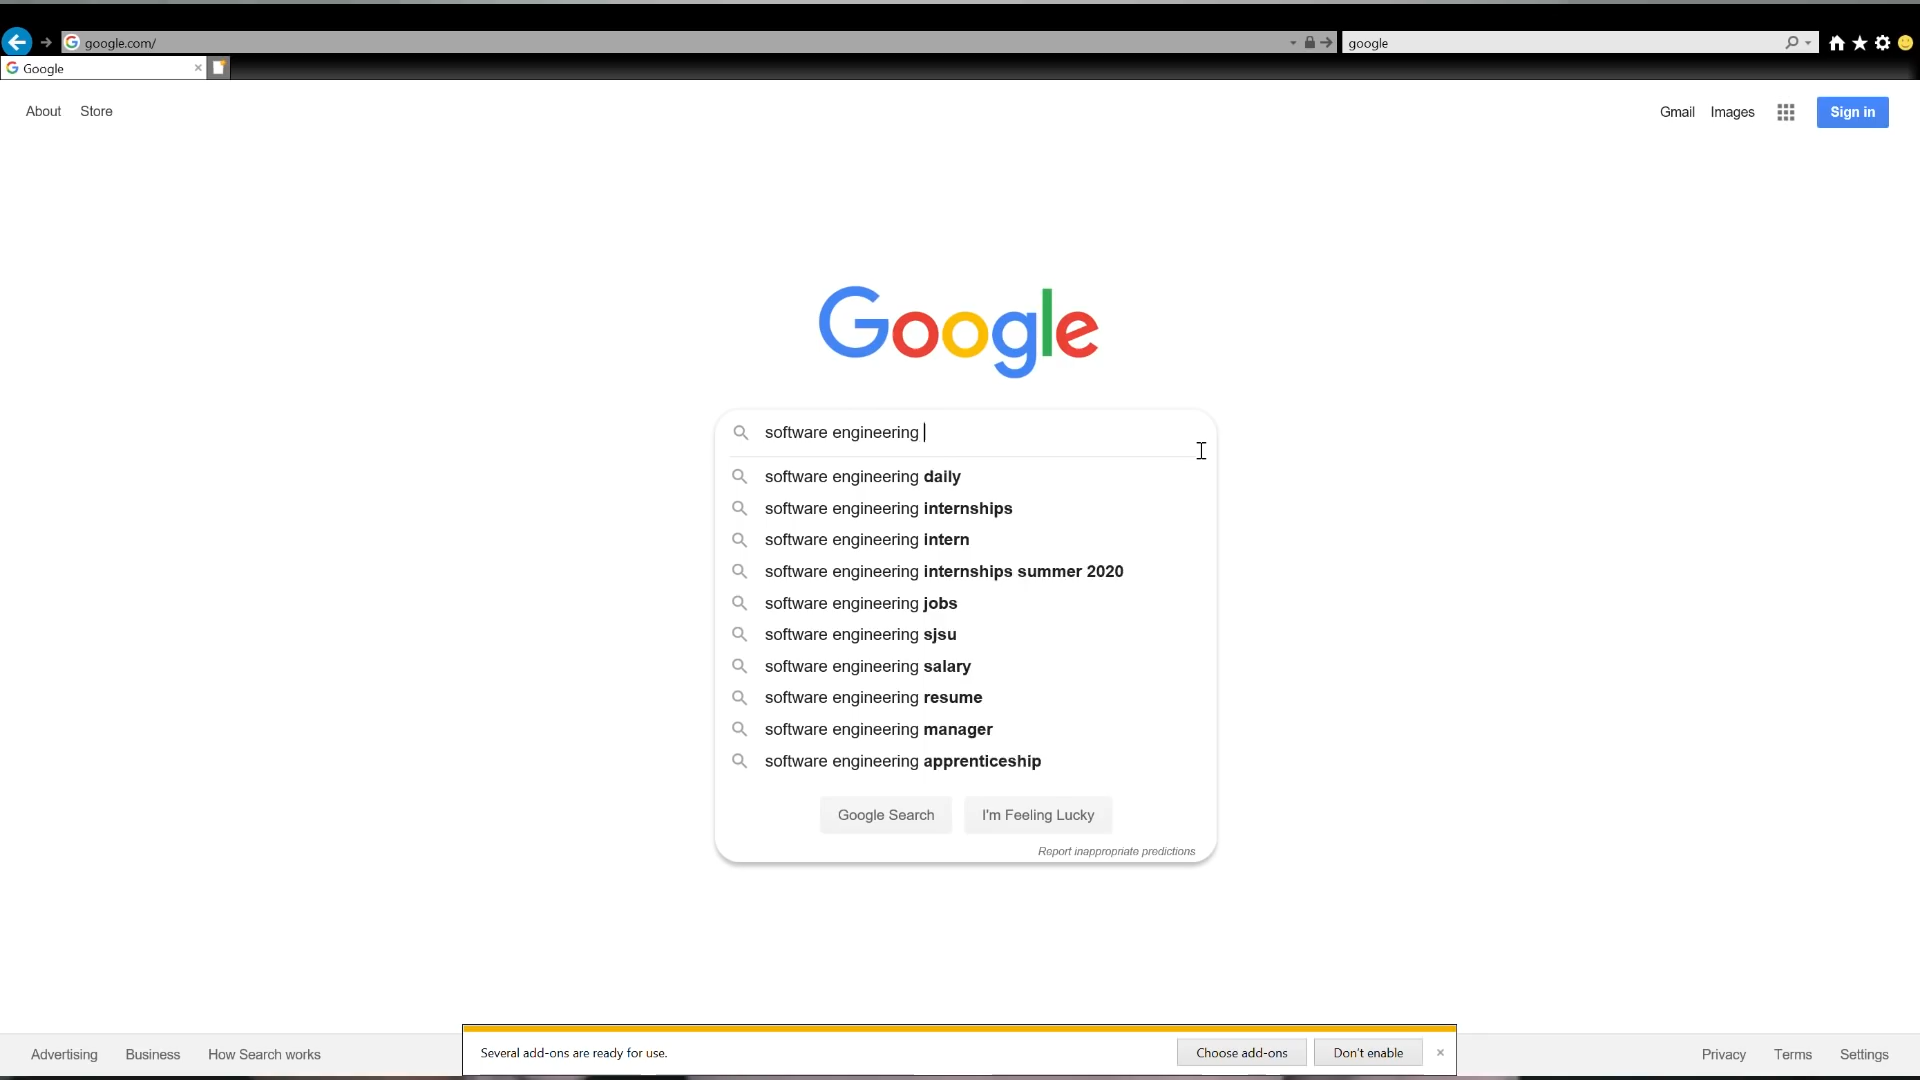 google.com/
google
Google
About Store
Gmail Images Sign in
Google
software engineering
software engineering daily
software engineering internships
software engineering intern
software engineering internships summer 2020
software engineering jobs
software engineering sjsu
software engineering salary
software engineering resume
software engineering manager
software engineering apprenticeship
Google Search I'm Feeling Lucky
Report inappropriate predictions
Several add-ons are ready for use. Choose add-ons Don't enable
Advertising Business How Search works
Privacy Terms Settings